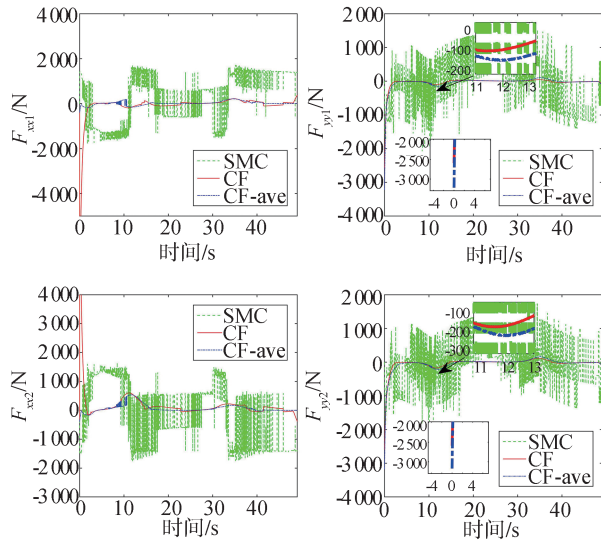 4 000
2 000
0
-2 000
-4 000
F_xx1/N
SMC
CF
CF-ave
0 10 20 30 40
时间/s
2 000
1 000
0
-1 000
-2 000
-3 000
-4 000
F_yy1/N
0
-100
-200
11 12 13
-2 000
-2 500
-3 000
-4 0 4
SMC
CF
CF-ave
0 10 20 30 40
时间/s
4 000
3 000
2 000
1 000
0
-1 000
-2 000
-3 000
F_xx2/N
SMC
CF
CF-ave
0 10 20 30 40
时间/s
2 000
1 000
0
-1 000
-2 000
-3 000
-4 000
F_yy2/N
-100
-200
-300
11 12 13
-2 000
-2 500
-3 000
-4 0 4
SMC
CF
CF-ave
0 10 20 30 40
时间/s